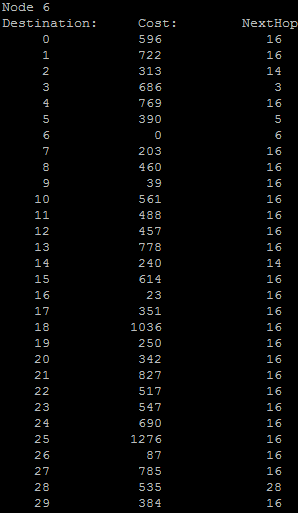 Node 6
Destination: Cost: NextHop
0 596 16
1 722 16
2 313 14
3 686 3
4 769 16
5 390 5
6 0 6
7 203 16
8 460 16
9 39 16
10 561 16
11 488 16
12 457 16
13 778 16
14 240 14
15 614 16
16 23 16
17 351 16
18 1036 16
19 250 16
20 342 16
21 827 16
22 517 16
23 547 16
24 690 16
25 1276 16
26 87 16
27 785 16
28 535 28
29 384 16